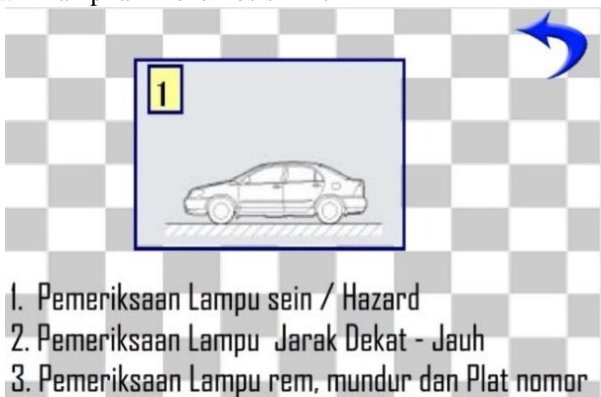 1
1. Pemeriksaan Lampu sein / Hazard
2. Pemeriksaan Lampu Jarak Dekat - Jauh
3. Pemeriksaan Lampu rem, mundur dan Plat nomor